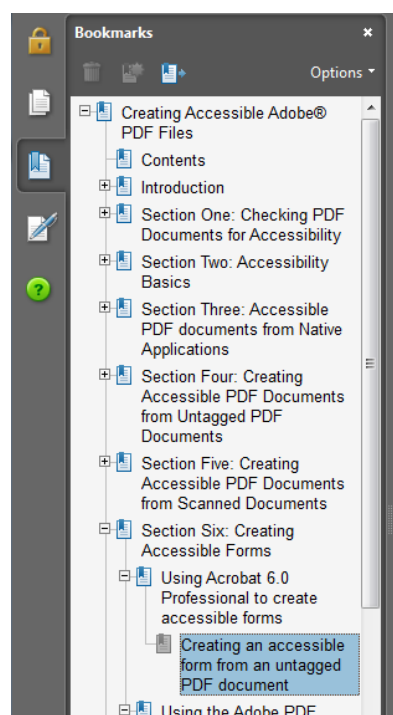 Bookmarks
Options
Creating Accessible Adobe®
PDF Files
Contents
Introduction
Section One: Checking PDF
Documents for Accessibility
Section Two: Accessibility
Basics
Section Three: Accessible
PDF documents from Native
Applications
Section Four: Creating
Accessible PDF Documents
from Untagged PDF
Documents
Section Five: Creating
Accessible PDF Documents
from Scanned Documents
Section Six: Creating
Accessible Forms
Using Acrobat 6.0
Professional to create
accessible forms
Creating an accessible
form from an untagged
PDF document
Using the Adobe PDF